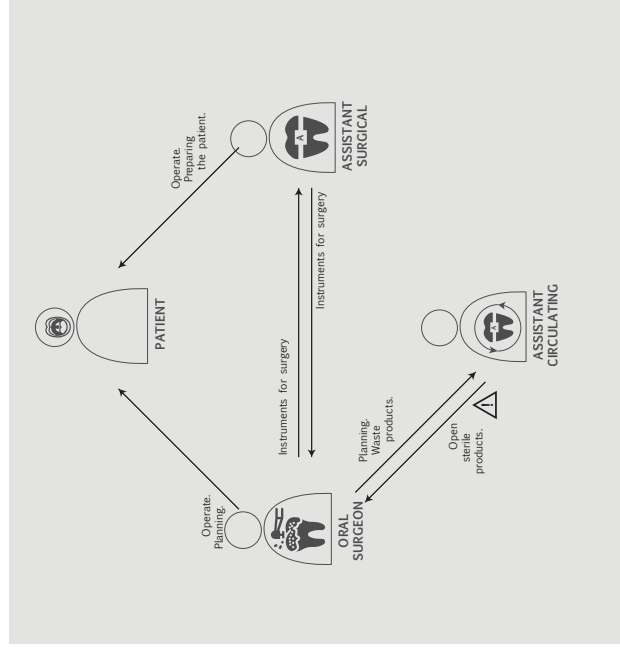 PATIENT
Operate.
Preparing
the patient.
ASSISTANT
SURGICAL
A
Instruments for surgery
Instruments for surgery
Operate.
Planning.
ORAL
SURGEON
Planning.
Waste
products.
Open
sterile
products.
!
ASSISTANT
CIRCULATING
A